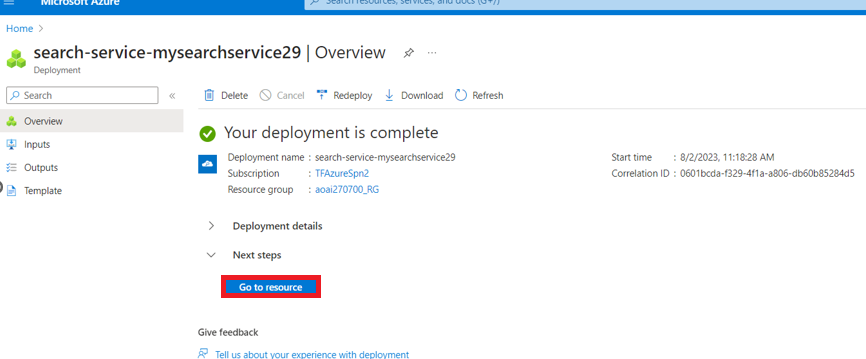 Microsoft Azure
Search resources, services, and docs (G+/)
Home
search-service-mysearchservice29 | Overview
Deployment
Search
Delete Cancel Redeploy Download Refresh
Overview
Inputs
Outputs
Template
Your deployment is complete
Deployment name : search-service-mysearchservice29
Subscription : TFAzureSpn2
Resource group : aoai270700_RG
Start time : 8/2/2023, 11:18:28 AM
Correlation ID : 0601bcda-f329-4f1a-a806-db60b85284d5
Deployment details
Next steps
Go to resource
Give feedback
Tell us about your experience with deployment